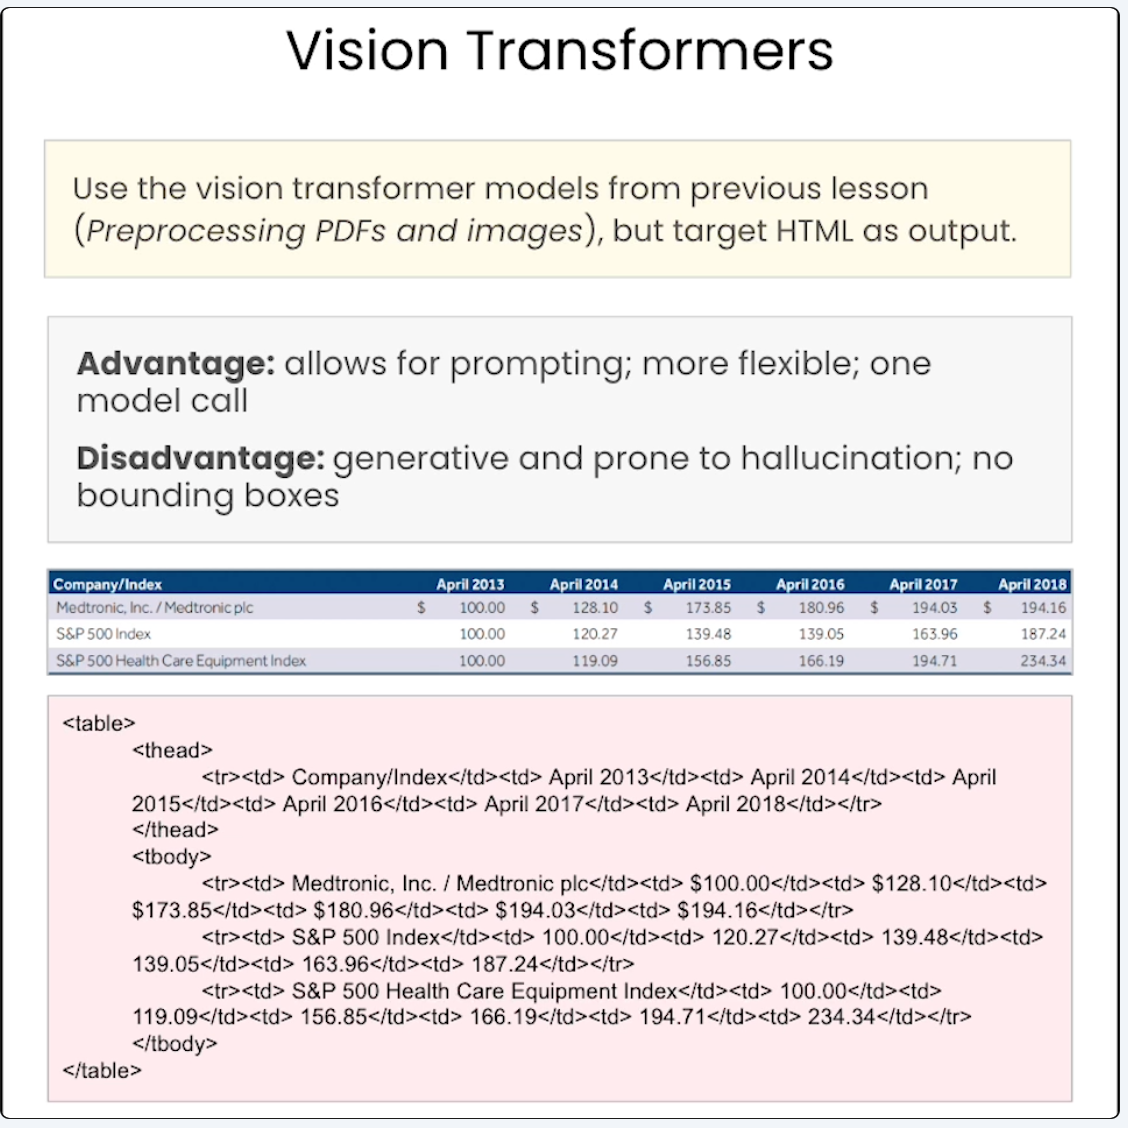 Vision Transformers
Use the vision transformer models from previous lesson
(Preprocessing PDFs and images), but target HTML as output.
Advantage: allows for prompting; more flexible; one
model call
Disadvantage: generative and prone to hallucination; no
bounding boxes
Company/Index April 2013 April 2014 April 2015 April 2016 April 2017 April 2018
Medtronic, Inc. / Medtronic plc $ 100.00 $ 128.10 $ 173.85 $ 180.96 $ 194.03 $ 194.16
S&P 500 Index 100.00 120.27 139.48 139.05 163.96 187.24
S&P 500 Health Care Equipment Index 100.00 119.09 156.85 166.19 194.71 234.34
<table>
<thead>
<tr><td> Company/Index</td><td> April 2013</td><td> April 2014</td><td> April
2015</td><td> April 2016</td><td> April 2017</td><td> April 2018</td></tr>
</thead>
<tbody>
<tr><td> Medtronic, Inc. / Medtronic plc</td><td> $100.00</td><td> $128.10</td><td>
$173.85</td><td> $180.96</td><td> $194.03</td><td> $194.16</td></tr>
<tr><td> S&P 500 Index</td><td> 100.00</td><td> 120.27</td><td> 139.48</td><td>
139.05</td><td> 163.96</td><td> 187.24</td></tr>
<tr><td> S&P 500 Health Care Equipment Index</td><td> 100.00</td><td>
119.09</td><td> 156.85</td><td> 166.19</td><td> 194.71</td><td> 234.34</td></tr>
</tbody>
</table>